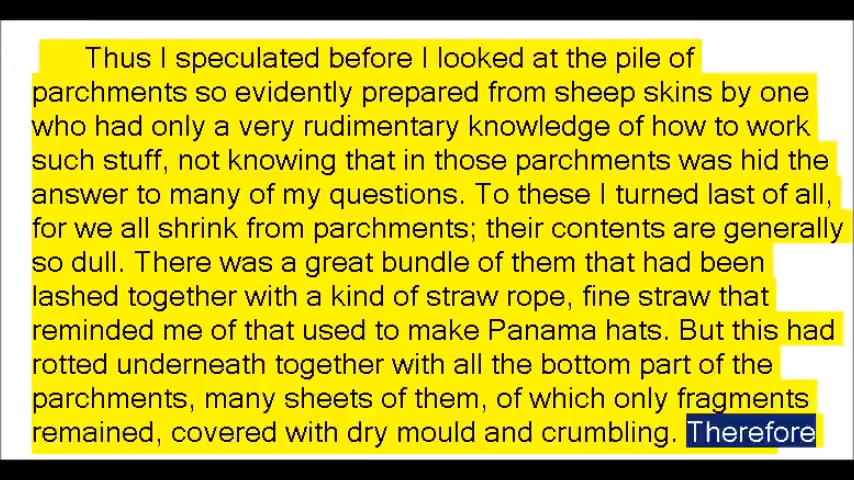 Thus I speculated before I looked at the pile of
parchments so evidently prepared from sheep skins by one
who had only a very rudimentary knowledge of how to work
such stuff, not knowing that in those parchments was hid the
answer to many of my questions. To these I turned last of all,
for we all shrink from parchments; their contents are generally
so dull. There was a great bundle of them that had been
lashed together with a kind of straw rope, fine straw that
reminded me of that used to make Panama hats. But this had
rotted underneath together with all the bottom part of the
parchments, many sheets of them, of which only fragments
remained, covered with dry mould and crumbling. Therefore